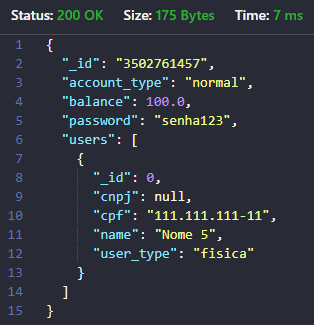 Status: 200 OK Size: 175 Bytes Time: 7 ms
1 {
2 "_id": "3502761457",
3 "account_type": "normal",
4 "balance": 100.0,
5 "password": "senha123",
6 "users": [
7 {
8 "_id": 0,
9 "cnpj": null,
10 "cpf": "111.111.111-11",
11 "name": "Nome 5",
12 "user_type": "fisica"
13 }
14 ]
15 }